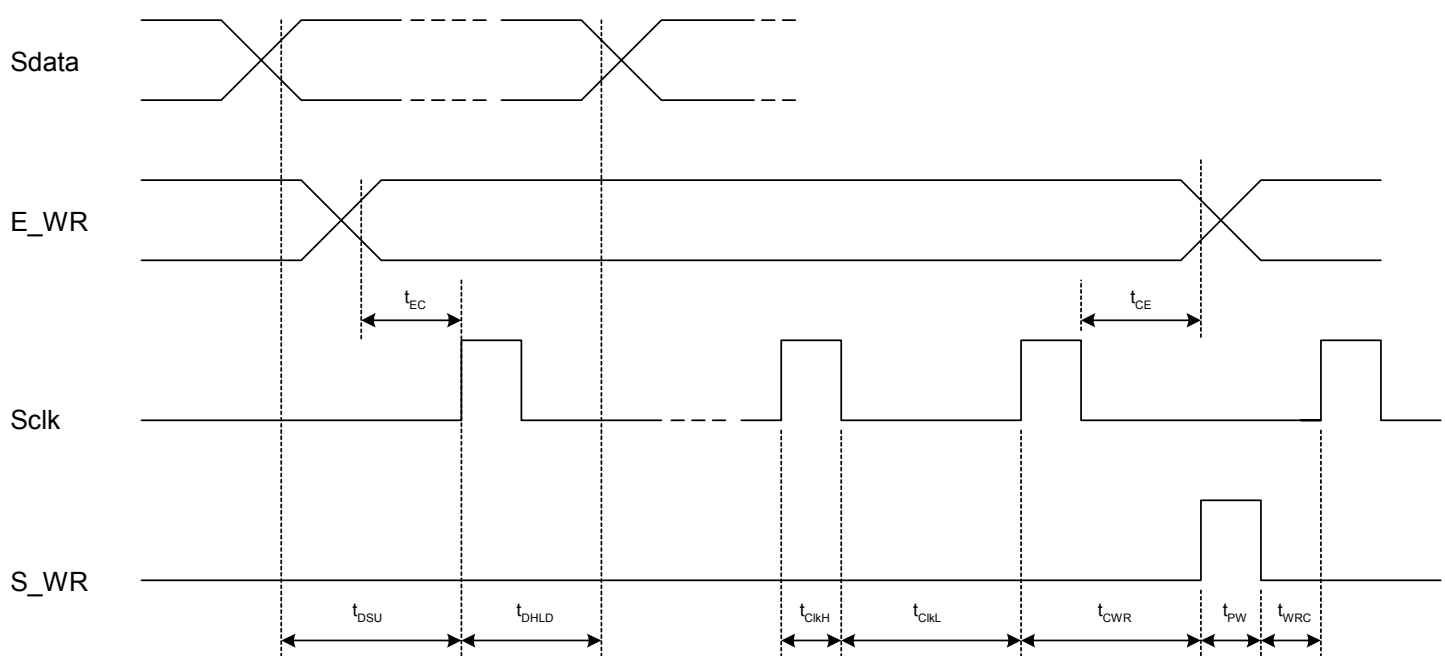 Sdata
E_WR
tEC
tCE
Sclk
S_WR
tDSU
tDHLD
tClkH
tClkL
tCWR
tPW
tWRC